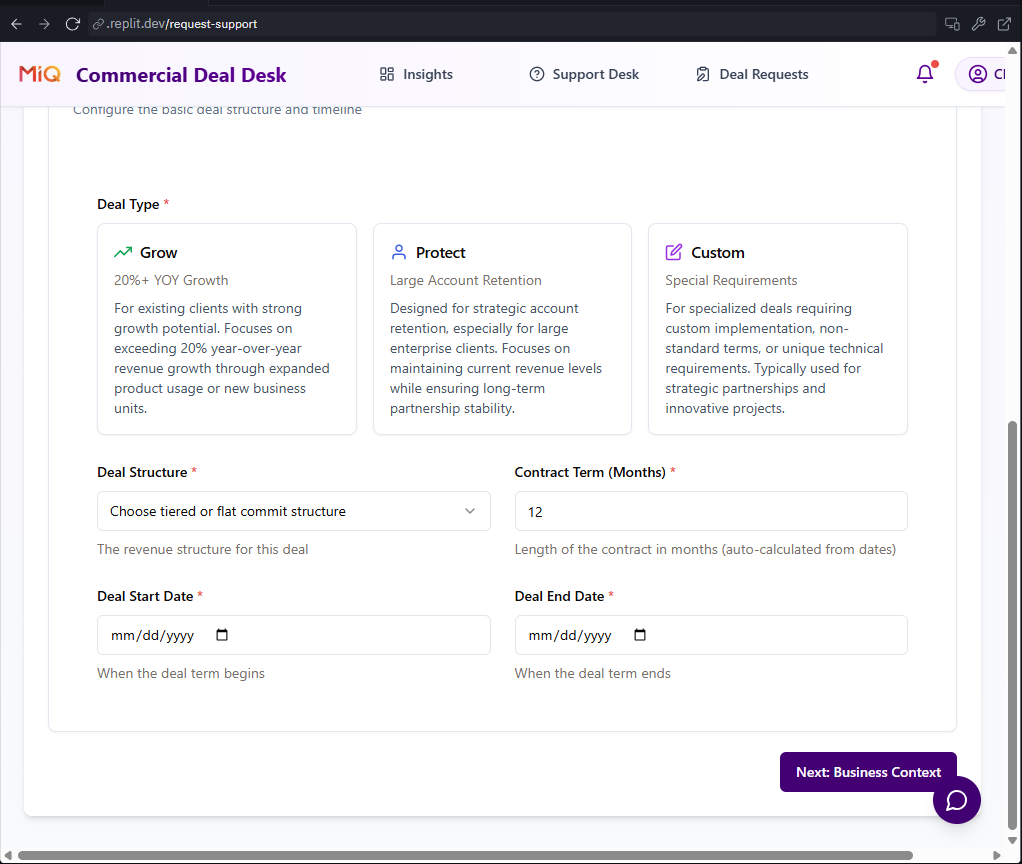 .replit.dev/request-support
MiQ
Commercial Deal Desk
Insights
Support Desk
Deal Requests
Configure the basic deal structure and timeline
Deal Type *
Grow
20%+ YOY Growth
For existing clients with strong
growth potential. Focuses on
exceeding 20% year-over-year
revenue growth through expanded
product usage or new business
units.
Protect
Large Account Retention
Designed for strategic account
retention, especially for large
enterprise clients. Focuses on
maintaining current revenue levels
while ensuring long-term
partnership stability.
Custom
Special Requirements
For specialized deals requiring
custom implementation, non-
standard terms, or unique technical
requirements. Typically used for
strategic partnerships and
innovative projects.
Deal Structure *
Choose tiered or flat commit structure
The revenue structure for this deal
Contract Term (Months) *
12
Length of the contract in months (auto-calculated from dates)
Deal Start Date *
mm/dd/yyyy
When the deal term begins
Deal End Date *
mm/dd/yyyy
When the deal term ends
Next: Business Context